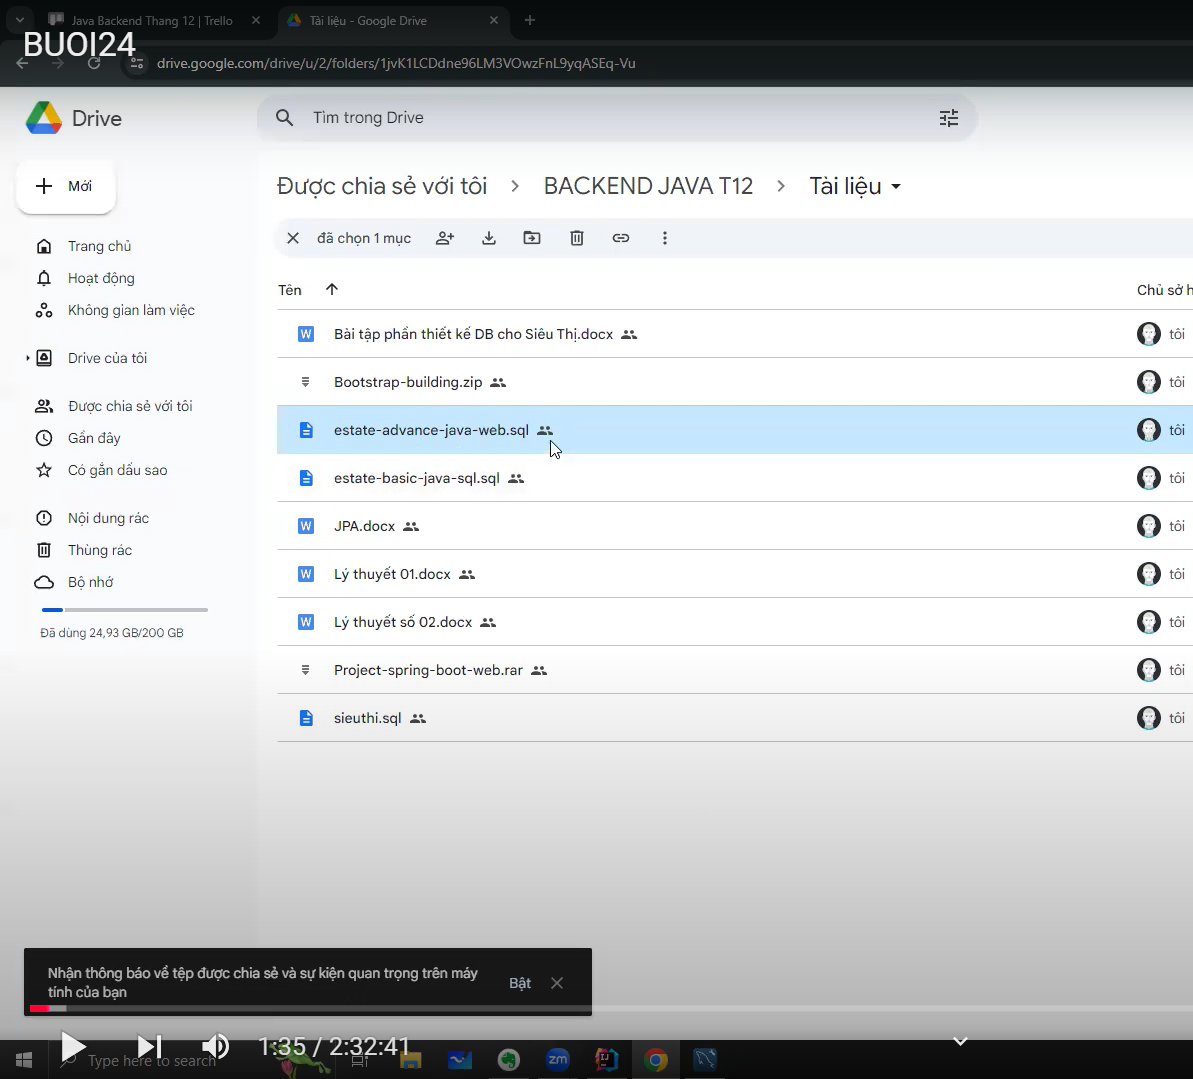 Java Backend Thang 12 | Trello
Tài liệu - Google Drive
BUOI24
drive.google.com/drive/u/2/folders/1jvK1LCDdne96LM3VOwzFnL9yqASEq-Vu
Drive
Tìm trong Drive
Mới
Được chia sẻ với tôi
BACKEND JAVA T12
Tài liệu
đã chọn 1 mục
Trang chủ
Hoạt động
Không gian làm việc
Drive của tôi
Được chia sẻ với tôi
Gần đây
Có gắn dấu sao
Nội dung rác
Thùng rác
Bộ nhớ
Đã dùng 24,93 GB/200 GB
Tên
Chủ sở h
Bài tập phần thiết kế DB cho Siêu Thị.docx
tôi
Bootstrap-building.zip
tôi
estate-advance-java-web.sql
tôi
estate-basic-java-sql.sql
tôi
JPA.docx
tôi
Lý thuyết 01.docx
tôi
Lý thuyết số 02.docx
tôi
Project-spring-boot-web.rar
tôi
sieuthi.sql
tôi
Nhận thông báo về tệp được chia sẻ và sự kiện quan trọng trên máy
tính của bạn
Bật
1:35 / 2:32:41
Type here to search
zm